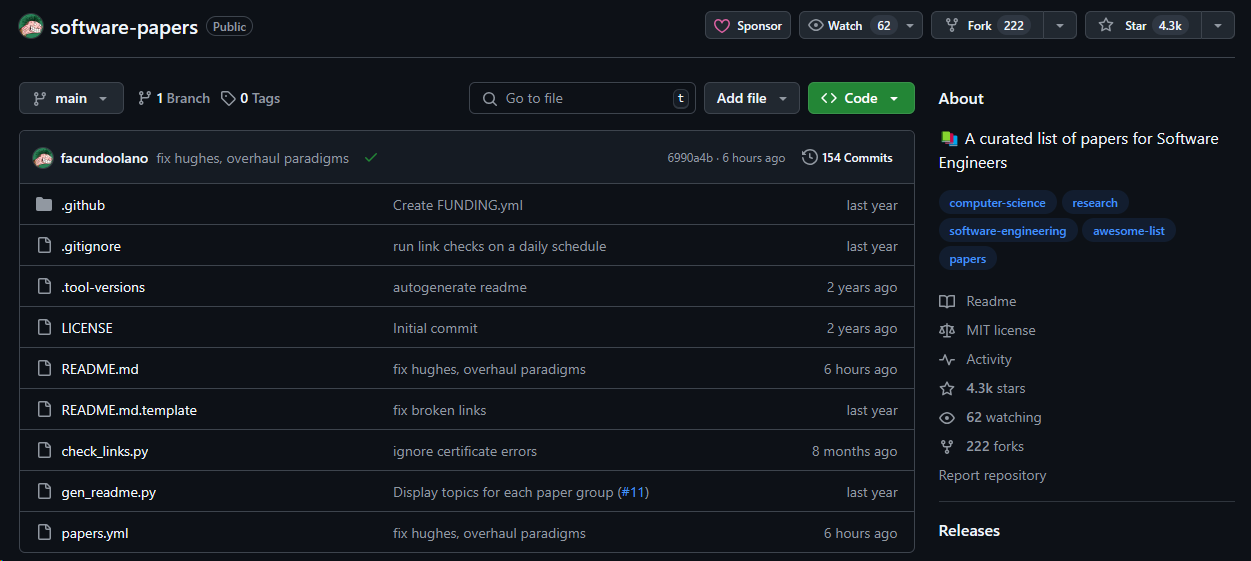 software-papers Public Sponsor Watch 62 Fork 222 Star 4.3k
main 1 Branch 0 Tags Go to file t Add file Code
facundoolano fix hughes, overhaul paradigms 6990a4b · 6 hours ago 154 Commits
.github Create FUNDING.yml last year
.gitignore run link checks on a daily schedule last year
.tool-versions autogenerate readme 2 years ago
LICENSE Initial commit 2 years ago
README.md fix hughes, overhaul paradigms 6 hours ago
README.md.template fix broken links last year
check_links.py ignore certificate errors 8 months ago
gen_readme.py Display topics for each paper group (#11) last year
papers.yml fix hughes, overhaul paradigms 6 hours ago
About
A curated list of papers for Software
Engineers
computer-science research
software-engineering awesome-list
papers
Readme
MIT license
Activity
4.3k stars
62 watching
222 forks
Report repository
Releases